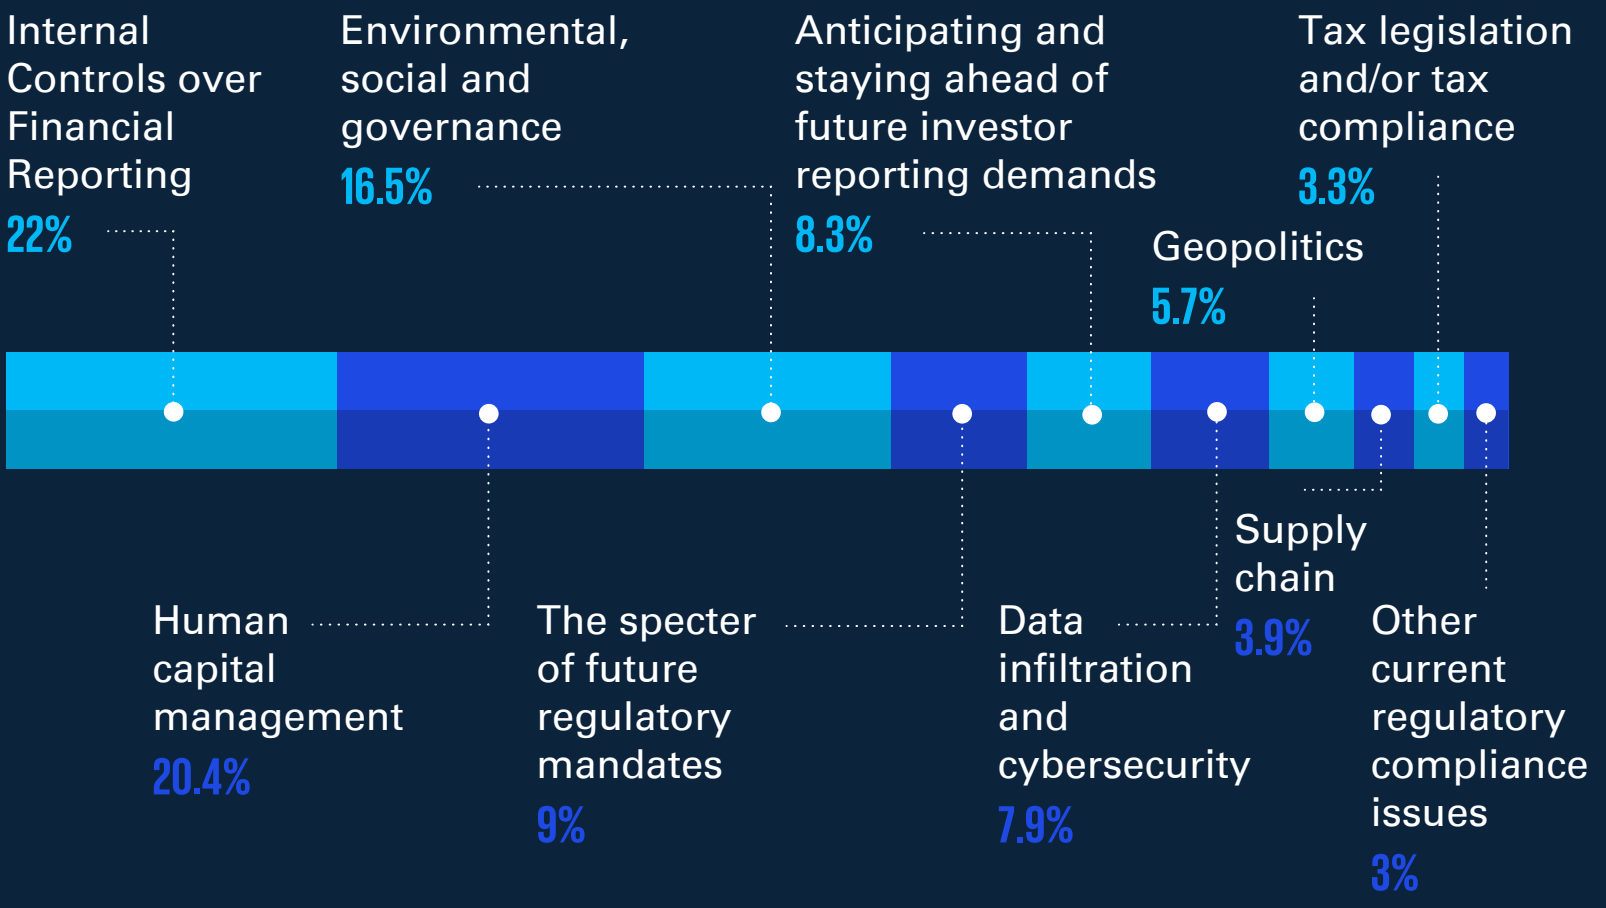 Internal
Controls over
Financial
Reporting
22%
Environmental,
social and
governance
16.5%
Anticipating and
staying ahead of
future investor
reporting demands
8.3%
Tax legislation
and/or tax
compliance
3.3%
Geopolitics
5.7%
Human
capital
management
20.4%
The specter
of future
regulatory
mandates
9%
Data
infiltration
and
cybersecurity
7.9%
Supply
chain
3.9%
Other
current
regulatory
compliance
issues
3%